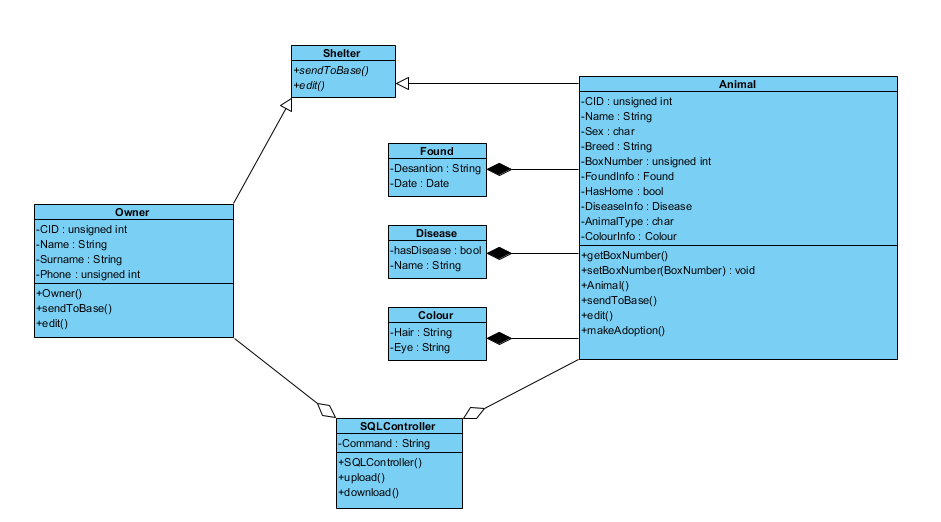 Shelter
+sendToBase()
+edit()
Animal
-CID : unsigned int
-Name : String
-Sex : char
-Breed : String
-BoxNumber : unsigned int
-FoundInfo : Found
-HasHome : bool
-DiseaseInfo : Disease
-AnimalType : char
-ColourInfo : Colour
+getBoxNumber()
+setBoxNumber(BoxNumber) : void
+Animal()
+sendToBase()
+edit()
+makeAdoption()
Found
-Desantion : String
-Date : Date
Owner
-CID : unsigned int
-Name : String
-Surname : String
-Phone : unsigned int
+Owner()
+sendToBase()
+edit()
Disease
-hasDisease : bool
-Name : String
Colour
-Hair : String
-Eye : String
SQLController
-Command : String
+SQLController()
+upload()
+download()